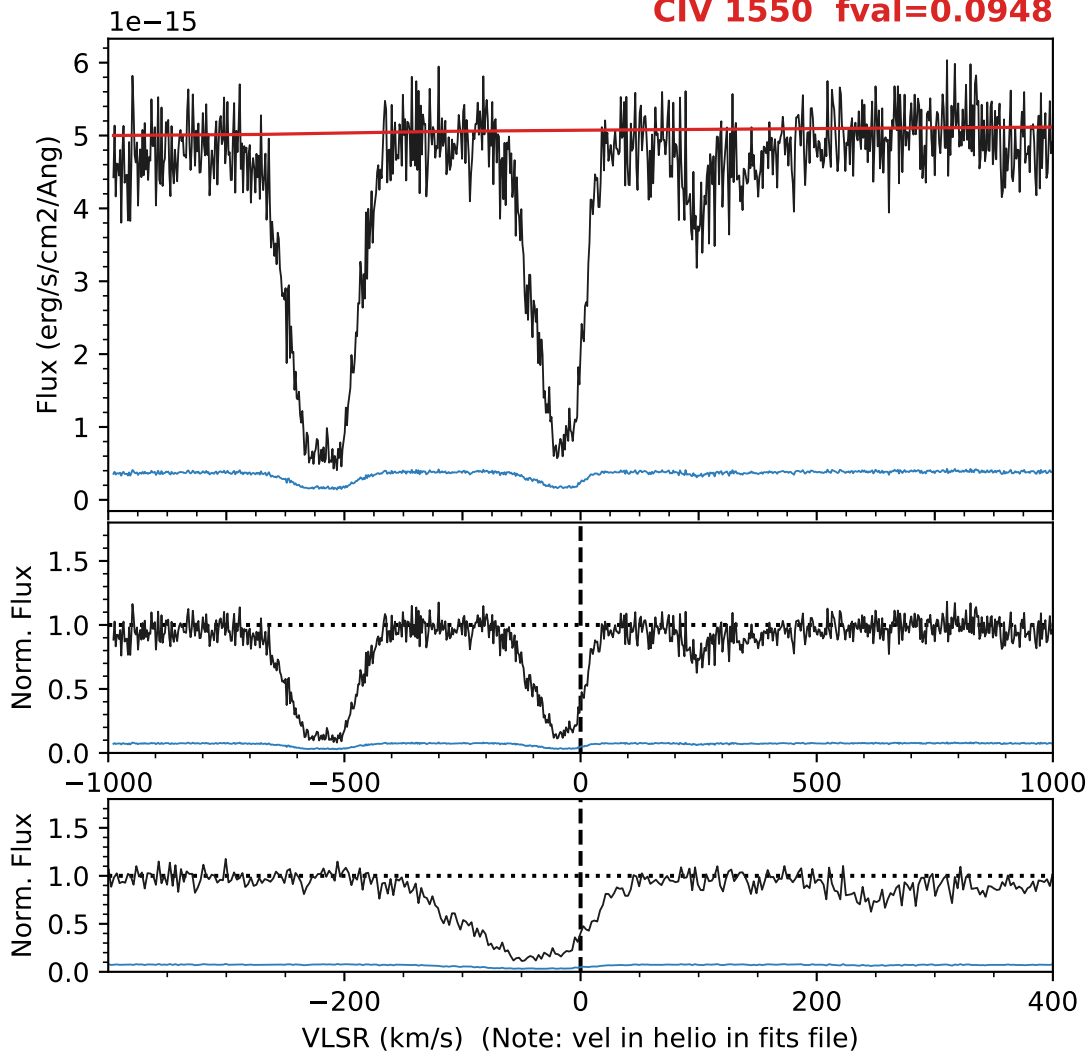 CIV 1550 fval=0.0948
1e−15
6
5
4
3
2
1
0
Flux (erg/s/cm2/Ang)
1.5
1.0
0.5
0.0
Norm. Flux
−1000 −500 0 500 1000
1.5
1.0
0.5
0.0
Norm. Flux
−200 0 200 400
VLSR (km/s) (Note: vel in helio in fits file)